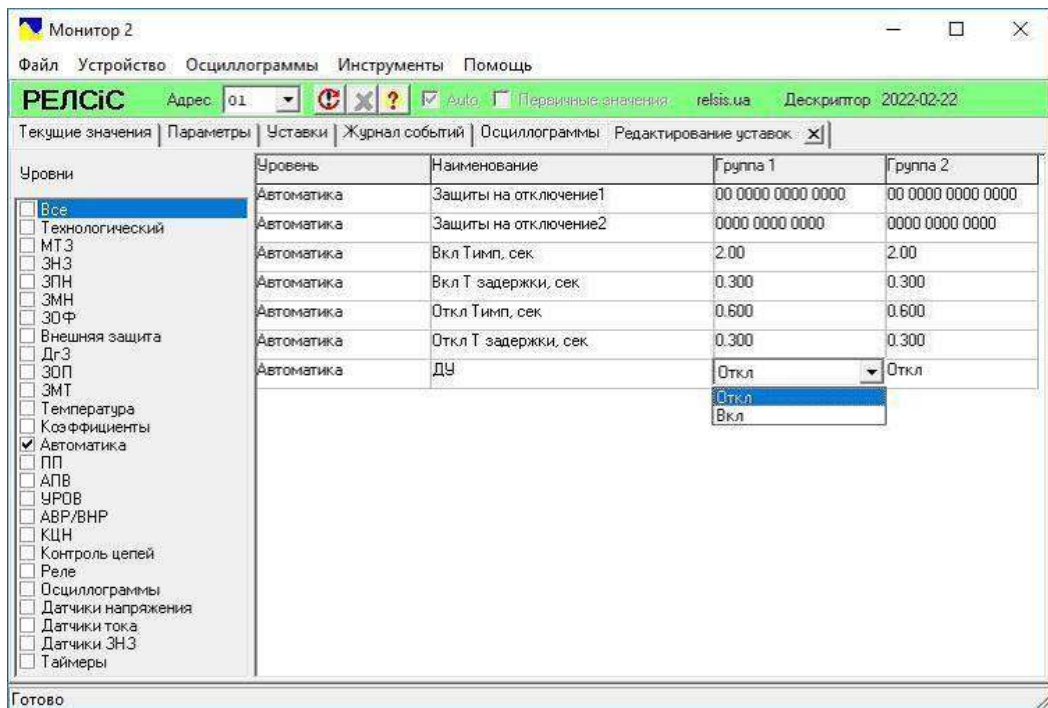 Монитор 2
Файл Устройство Осциллограммы Инструменты Помощь
РЕЛСiС Адрес 01 Auto Первичные значения relsis.ua Дескриптор 2022-02-22
Текущие значения Параметры Уставки Журнал событий Осциллограммы Редактирование уставок
Уровни
Все
Технологический
МТЗ
ЗНЗ
ЗПН
ЗМН
ЗОФ
Внешняя защита
ДгЗ
ЗОП
ЗМТ
Температура
Коэффициенты
Автоматика
ПП
АПВ
УРОВ
АВР/ВНР
КЦН
Контроль цепей
Реле
Осциллограммы
Датчики напряжения
Датчики тока
Датчики ЗНЗ
Таймеры
Уровень Наименование Группа 1 Группа 2
Автоматика Защиты на отключение1 00 0000 0000 0000 00 0000 0000 0000
Автоматика Защиты на отключение2 0000 0000 0000 0000 0000 0000
Автоматика Вкл Тимп, сек 2.00 2.00
Автоматика Вкл Т задержки, сек 0.300 0.300
Автоматика Откл Тимп, сек 0.600 0.600
Автоматика Откл Т задержки, сек 0.300 0.300
Автоматика ДУ Откл Откл
Откл
Вкл
Готово